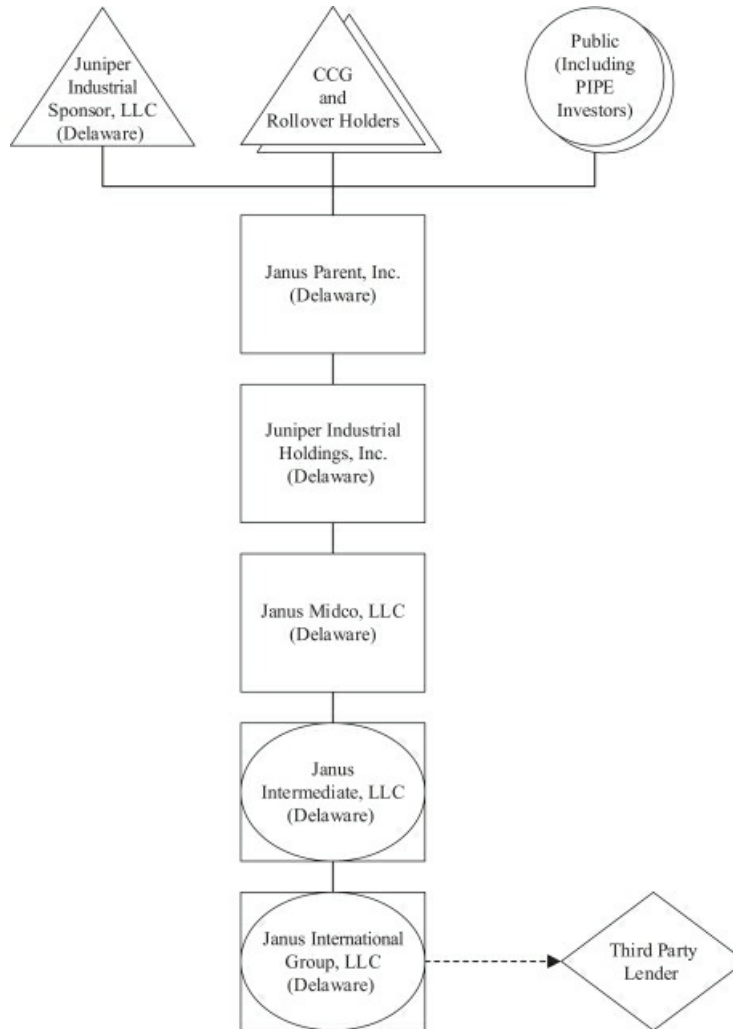 Juniper
Industrial
Sponsor, LLC
(Delaware)
CCG
and
Rollover Holders
Public
(Including
PIPE
Investors)
Janus Parent, Inc.
(Delaware)
Juniper Industrial
Holdings, Inc.
(Delaware)
Janus Midco, LLC
(Delaware)
Janus
Intermediate, LLC
(Delaware)
Janus International
Group, LLC
(Delaware)
Third Party
Lender